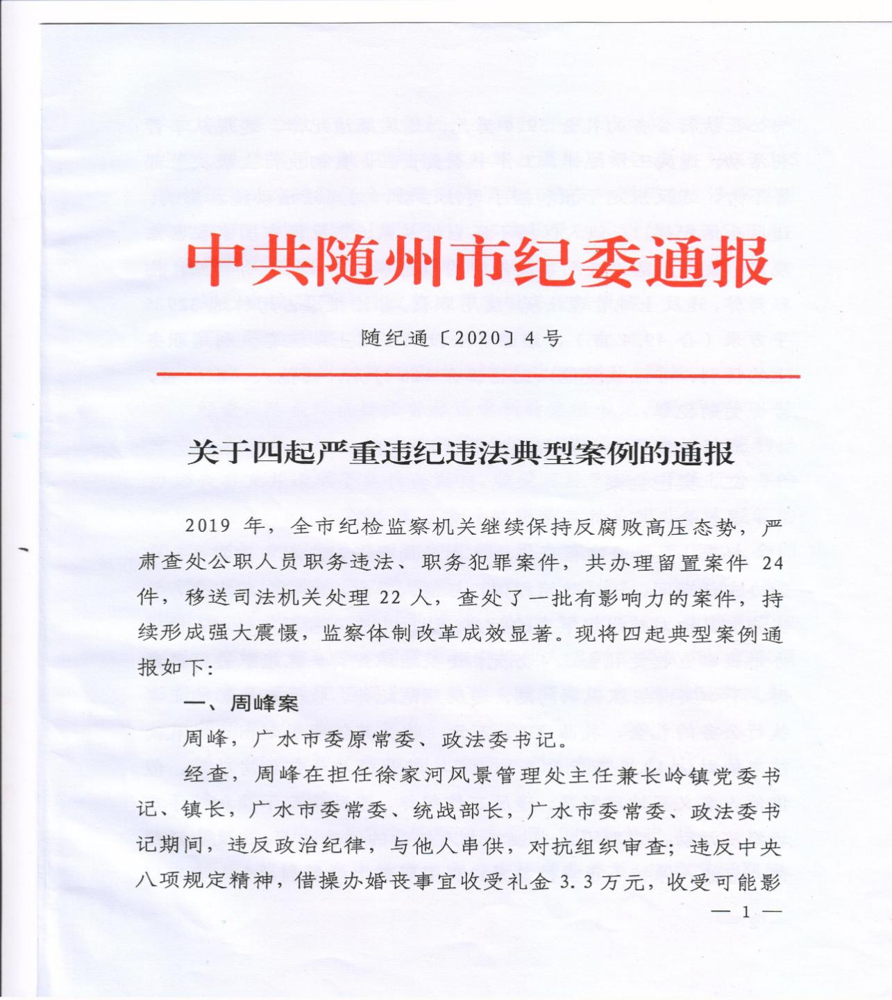 中共随州市纪委通报
随纪通〔2020〕4号
关于四起严重违纪违法典型案例的通报
2019 年，全市纪检监察机关继续保持反腐败高压态势，严
肃查处公职人员职务违法、职务犯罪案件，共办理留置案件 24
件，移送司法机关处理 22 人，查处了一批有影响力的案件，持
续形成强大震慑，监察体制改革成效显著。现将四起典型案例通
报如下：
一、周峰案
周峰，广水市委原常委、政法委书记。
经查，周峰在担任徐家河风景管理处主任兼长岭镇党委书
记、镇长，广水市委常委、统战部长，广水市委常委、政法委书
记期间，违反政治纪律，与他人串供，对抗组织审查；违反中央
八项规定精神，借操办婚丧事宜收受礼金 3.3 万元，收受可能影
— 1 —